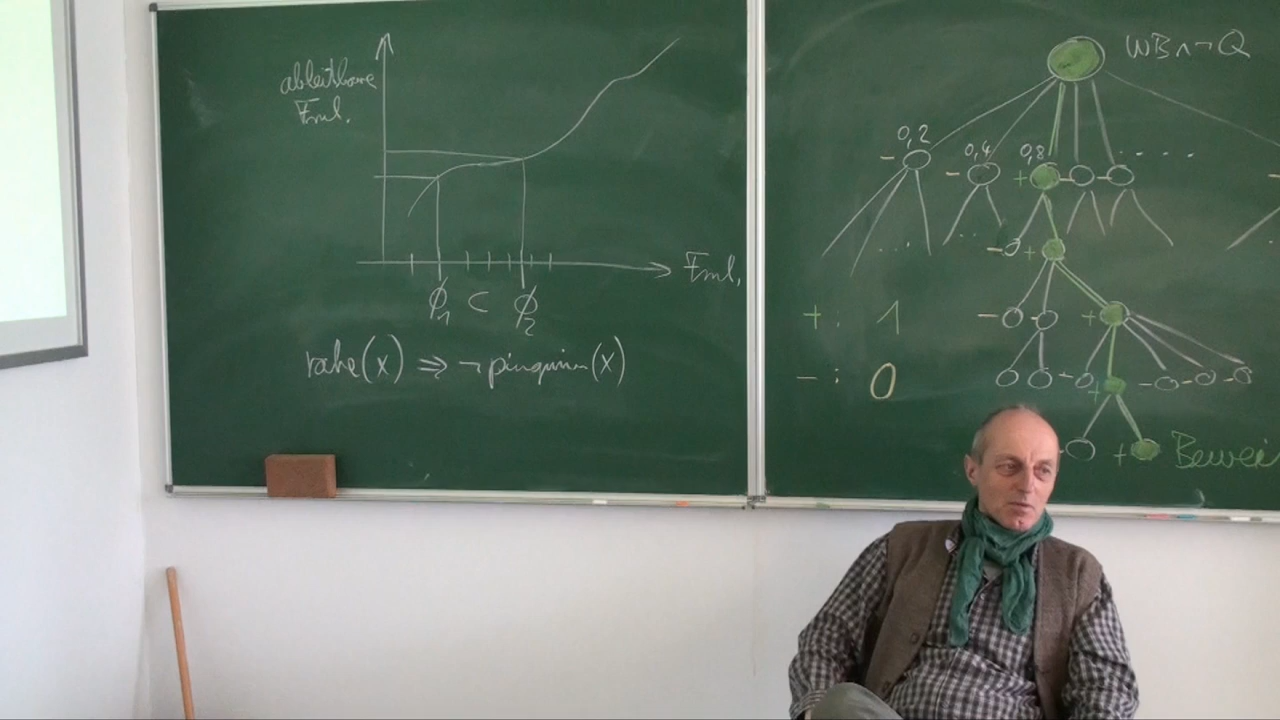 ableitbare
Fml.
Fml.
ϕ₁ ⊂ ϕ₂
rabe(x) ⇒ ¬ pinguin(x)
WB ∧ ¬ Q
0,2
0,4
0,8
+ : 1
- : 0
Bewei